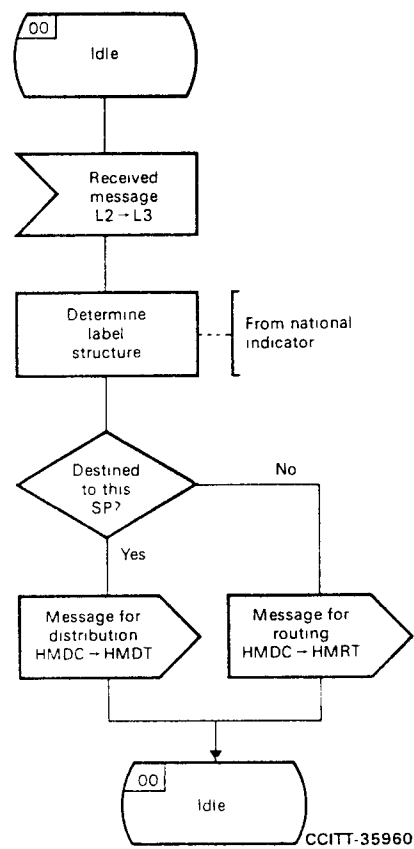 00
Idle
Received
message
L2 → L3
Determine
label
structure
From national
indicator
Destined
to this
SP?
No
Yes
Message for
distribution
HMDC → HMDT
Message for
routing
HMDC → HMRT
00
Idle
CCITT-35960